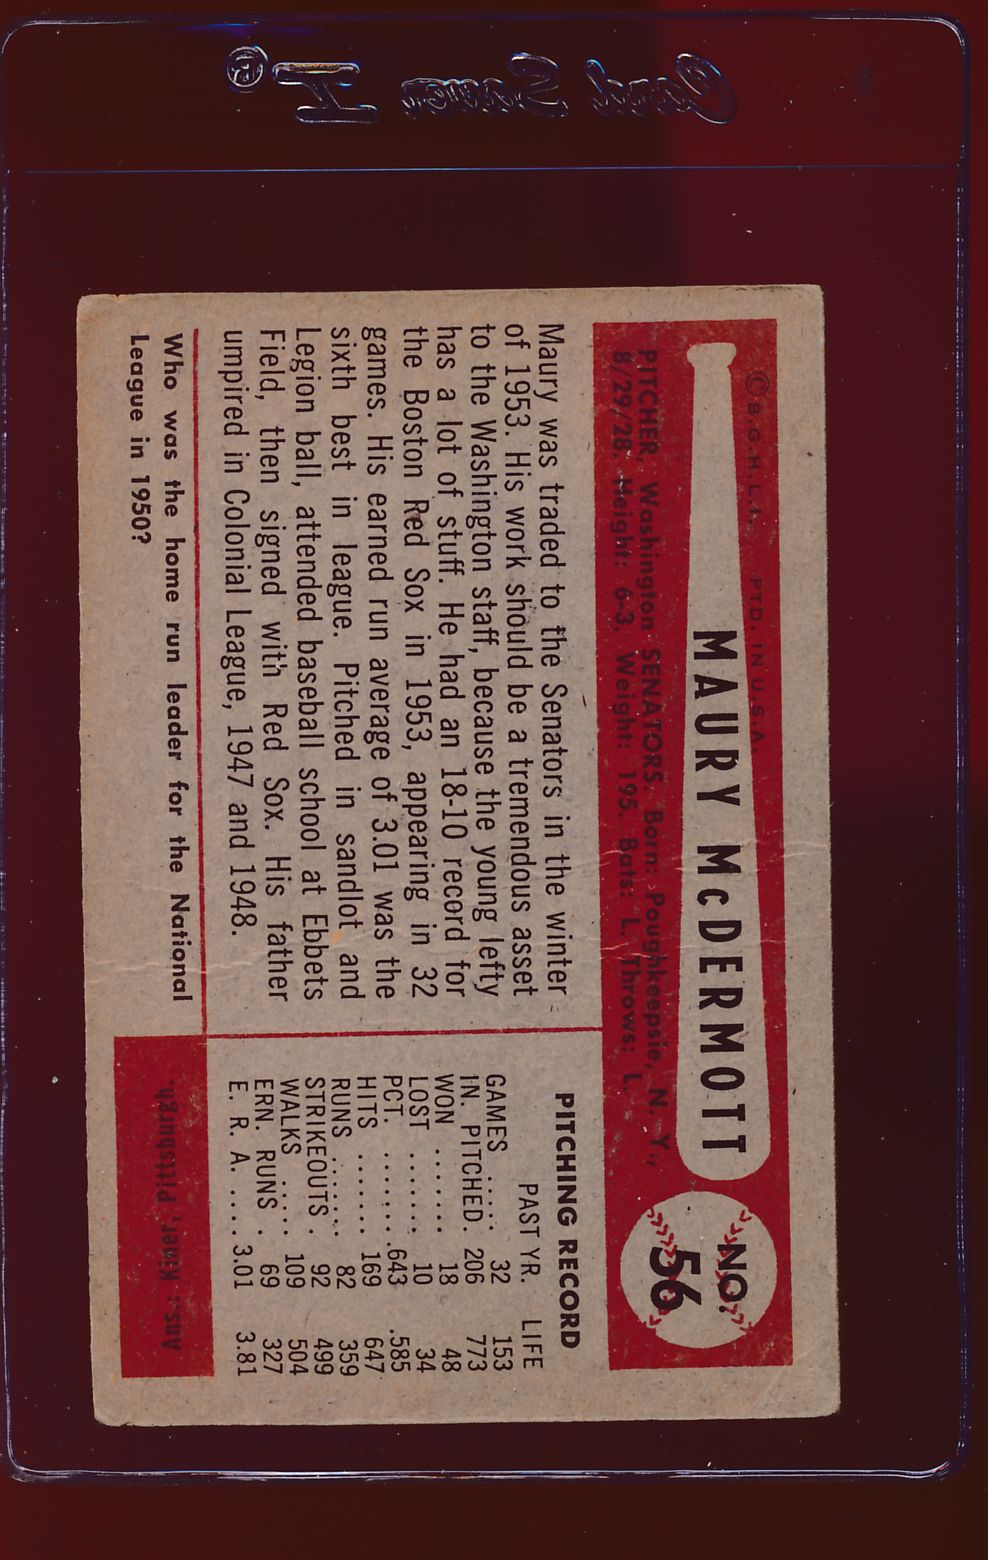 Card Saver I®
© B.G.H.L.I. PTD. IN U.S.A.
MAURY McDERMOTT
NO. 56
PITCHER, Washington SENATORS. Born: Poughkeepsie, N. Y.,
8/29/28. Height: 6-3. Weight: 195. Bats: L. Throws: L.
Maury was traded to the Senators in the winter
of 1953. His work should be a tremendous asset
to the Washington staff, because the young lefty
has a lot of stuff. He had an 18-10 record for
the Boston Red Sox in 1953, appearing in 32
games. His earned run average of 3.01 was the
sixth best in league. Pitched in sandlot and
Legion ball, attended baseball school at Ebbets
Field, then signed with Red Sox. His father
umpired in Colonial League, 1947 and 1948.
PITCHING RECORD
PAST YR. LIFE
GAMES ...... 32 153
IN. PITCHED. 206 773
WON ....... 18 48
LOST ....... 10 34
PCT. ....... .643 .585
HITS ....... 169 647
RUNS ....... 82 359
STRIKEOUTS . 92 499
WALKS ..... 109 504
ERN. RUNS . 69 327
E. R. A. .... 3.01 3.81
Who was the home run leader for the National
League in 1950?
Ans.: Kiner, Pittsburgh.